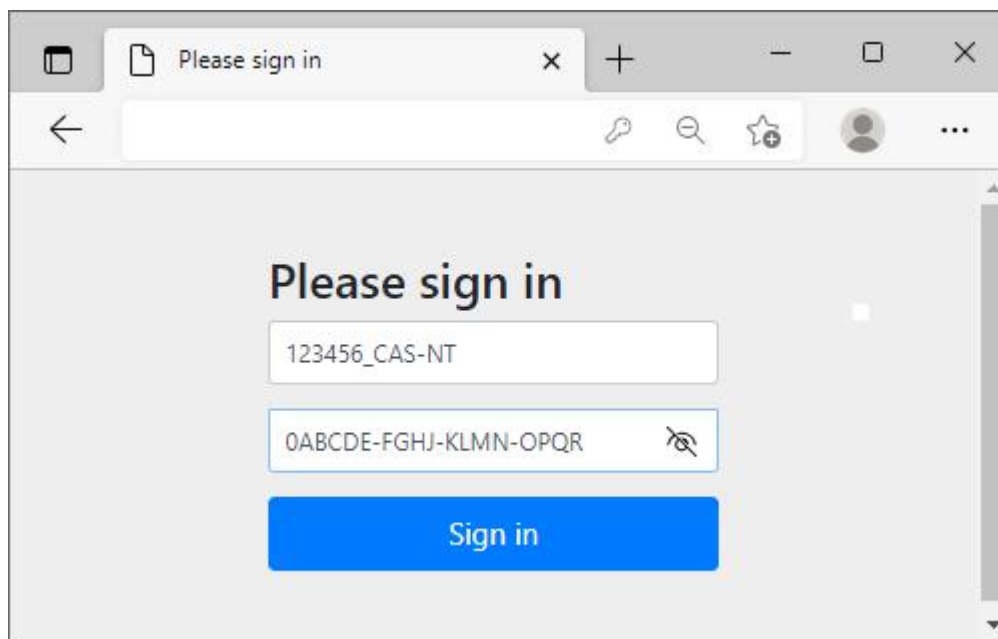 Please sign in
Please sign in
123456_CAS-NT
0ABCDE-FGHJ-KLMN-OPQR
Sign in